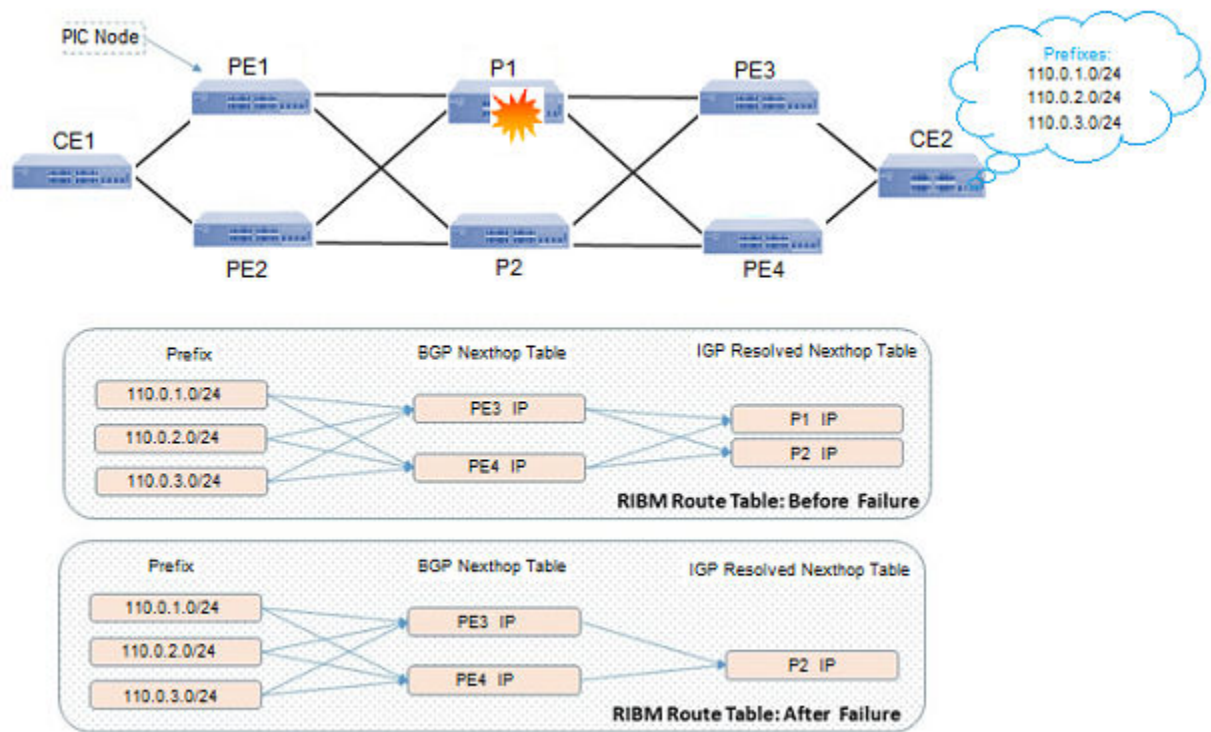 PIC Node
PE1
P1
PE3
Prefixes:
110.0.1.0/24
110.0.2.0/24
110.0.3.0/24
CE1
CE2
PE2
P2
PE4
Prefix
BGP Nexthop Table
IGP Resolved Nexthop Table
110.0.1.0/24
110.0.2.0/24
110.0.3.0/24
PE3 IP
PE4 IP
P1 IP
P2 IP
RIBM Route Table: Before Failure
Prefix
BGP Nexthop Table
IGP Resolved Nexthop Table
110.0.1.0/24
110.0.2.0/24
110.0.3.0/24
PE3 IP
PE4 IP
P2 IP
RIBM Route Table: After Failure